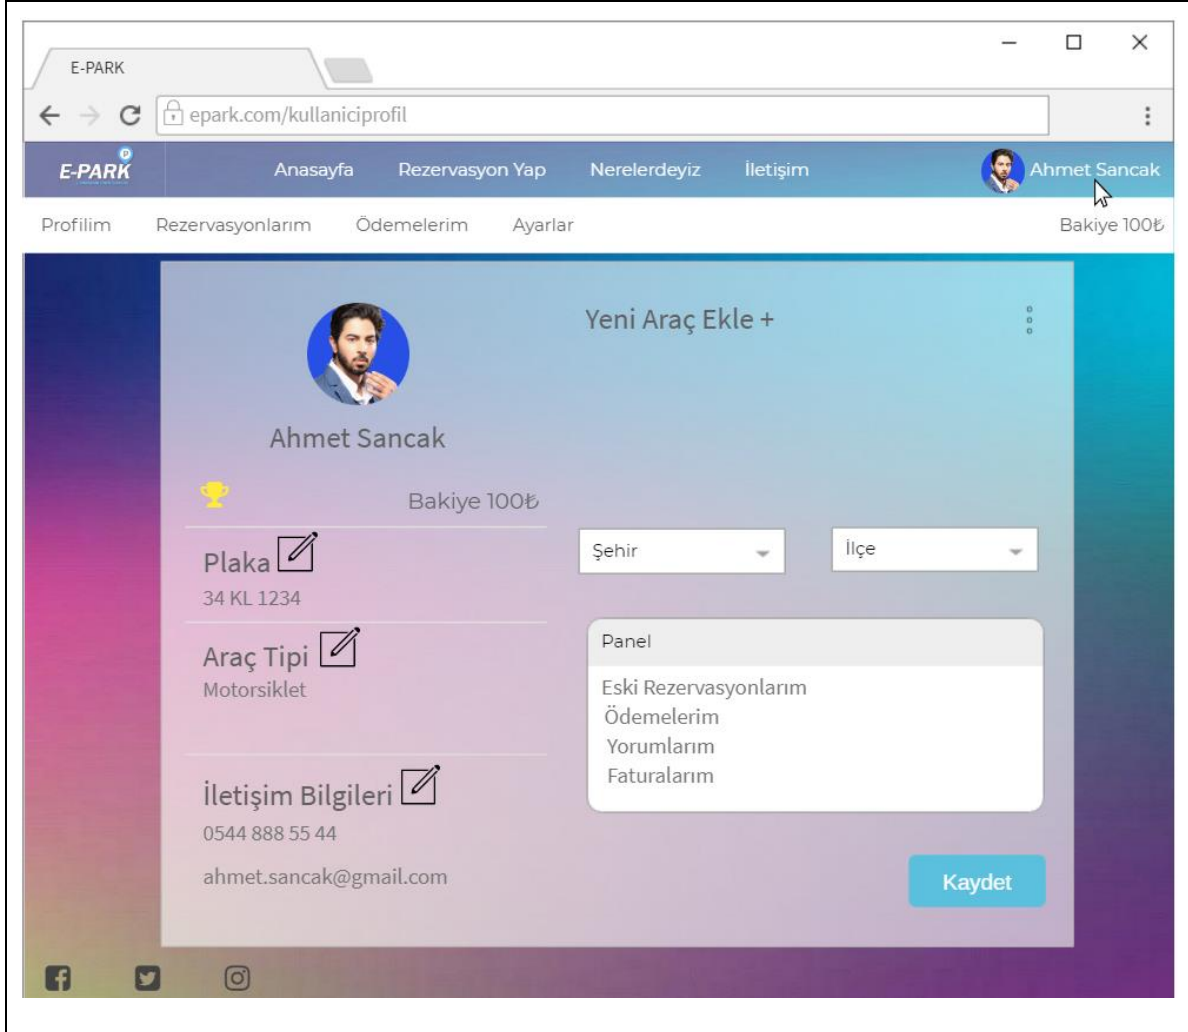 E-PARK
epark.com/kullaniciprofil
E-PARK Anasayfa Rezervasyon Yap Nerelerdeyiz İletişim Ahmet Sancak
Profilim Rezervasyonlarım Ödemelerim Ayarlar Bakiye 100₺
Yeni Araç Ekle +
Ahmet Sancak
Bakiye 100₺
Şehir İlçe
Plaka
34 KL 1234
Araç Tipi
Motorsiklet
Panel
Eski Rezervasyonlarım
Ödemelerim
Yorumlarım
Faturalarım
İletişim Bilgileri
0544 888 55 44
ahmet.sancak@gmail.com
Kaydet